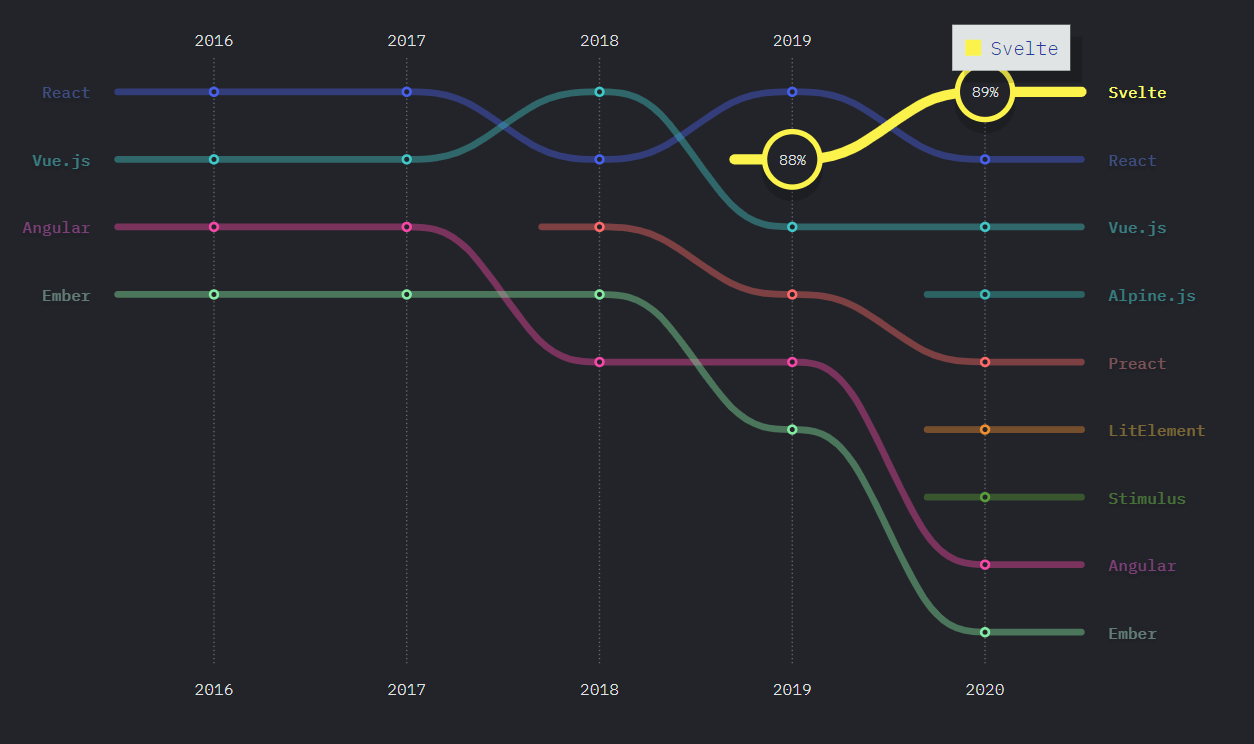 2016 2017 2018 2019
Svelte
React 89% Svelte
Vue.js 88% React
Angular Vue.js
Ember Alpine.js
Preact
LitElement
Stimulus
Angular
Ember
2016 2017 2018 2019 2020